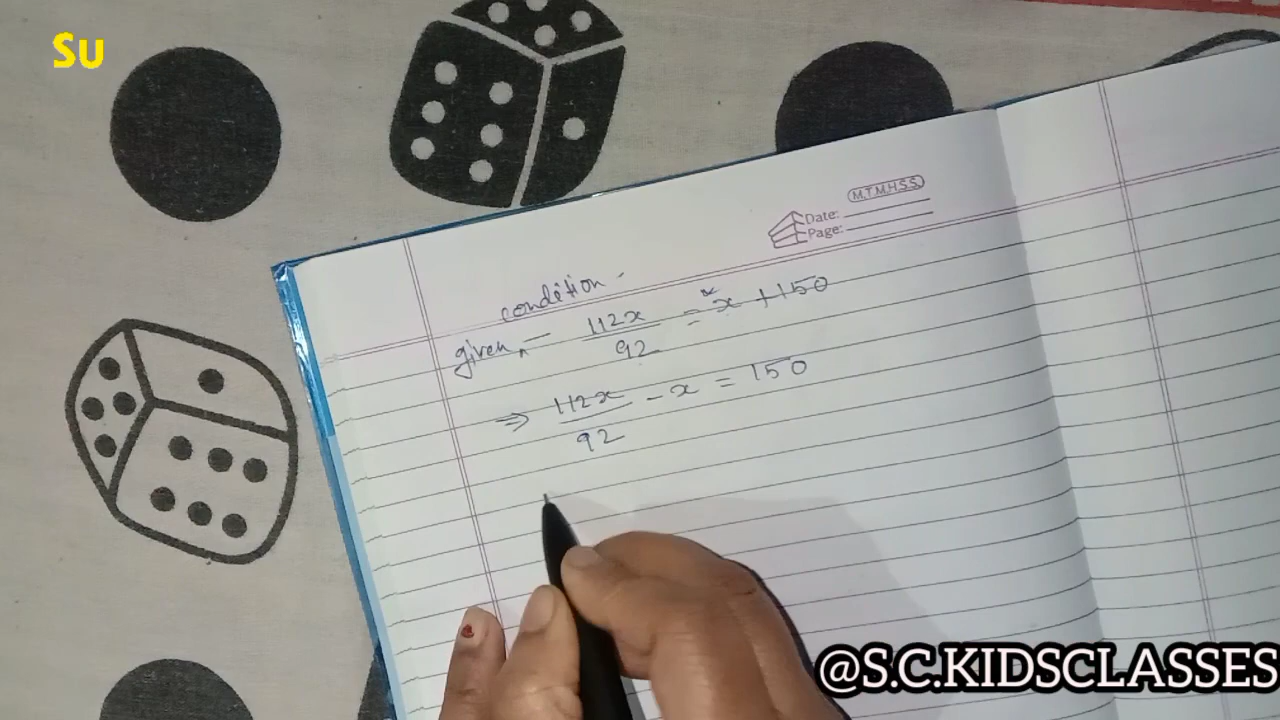 Su
M.T.M.H.S.S.
Date:
Page:
condition
given, - 112x/92 = x + 150
⇒ 112x/92 - x = 150
@S.C.KIDSCLASSES